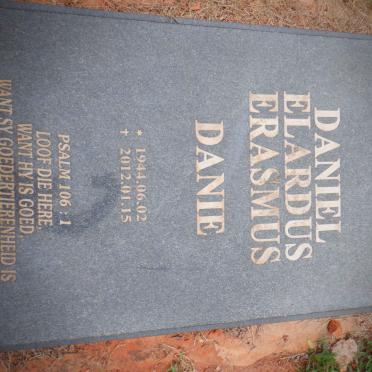 DANIEL
ELARDUS
ERASMUS
DANIE
* 1944.06.02
† 2012.01.15
PSALM 106 : 1
LOOF DIE HERE,
WANT HY IS GOED,
WANT SY GOEDERTIERENHEID IS